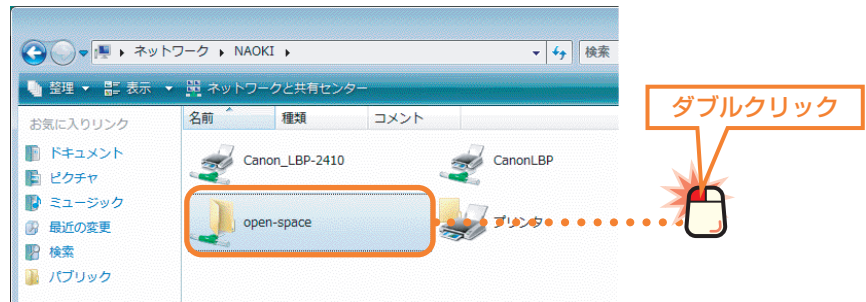 ネットワーク NAOKI
検索
整理 表示 ネットワークと共有センター
お気に入りリンク
ドキュメント
ピクチャ
ミュージック
最近の変更
検索
パブリック
名前 種類 コメント
Canon_LBP-2410 CanonLBP
open-space プリンタ
ダブルクリック